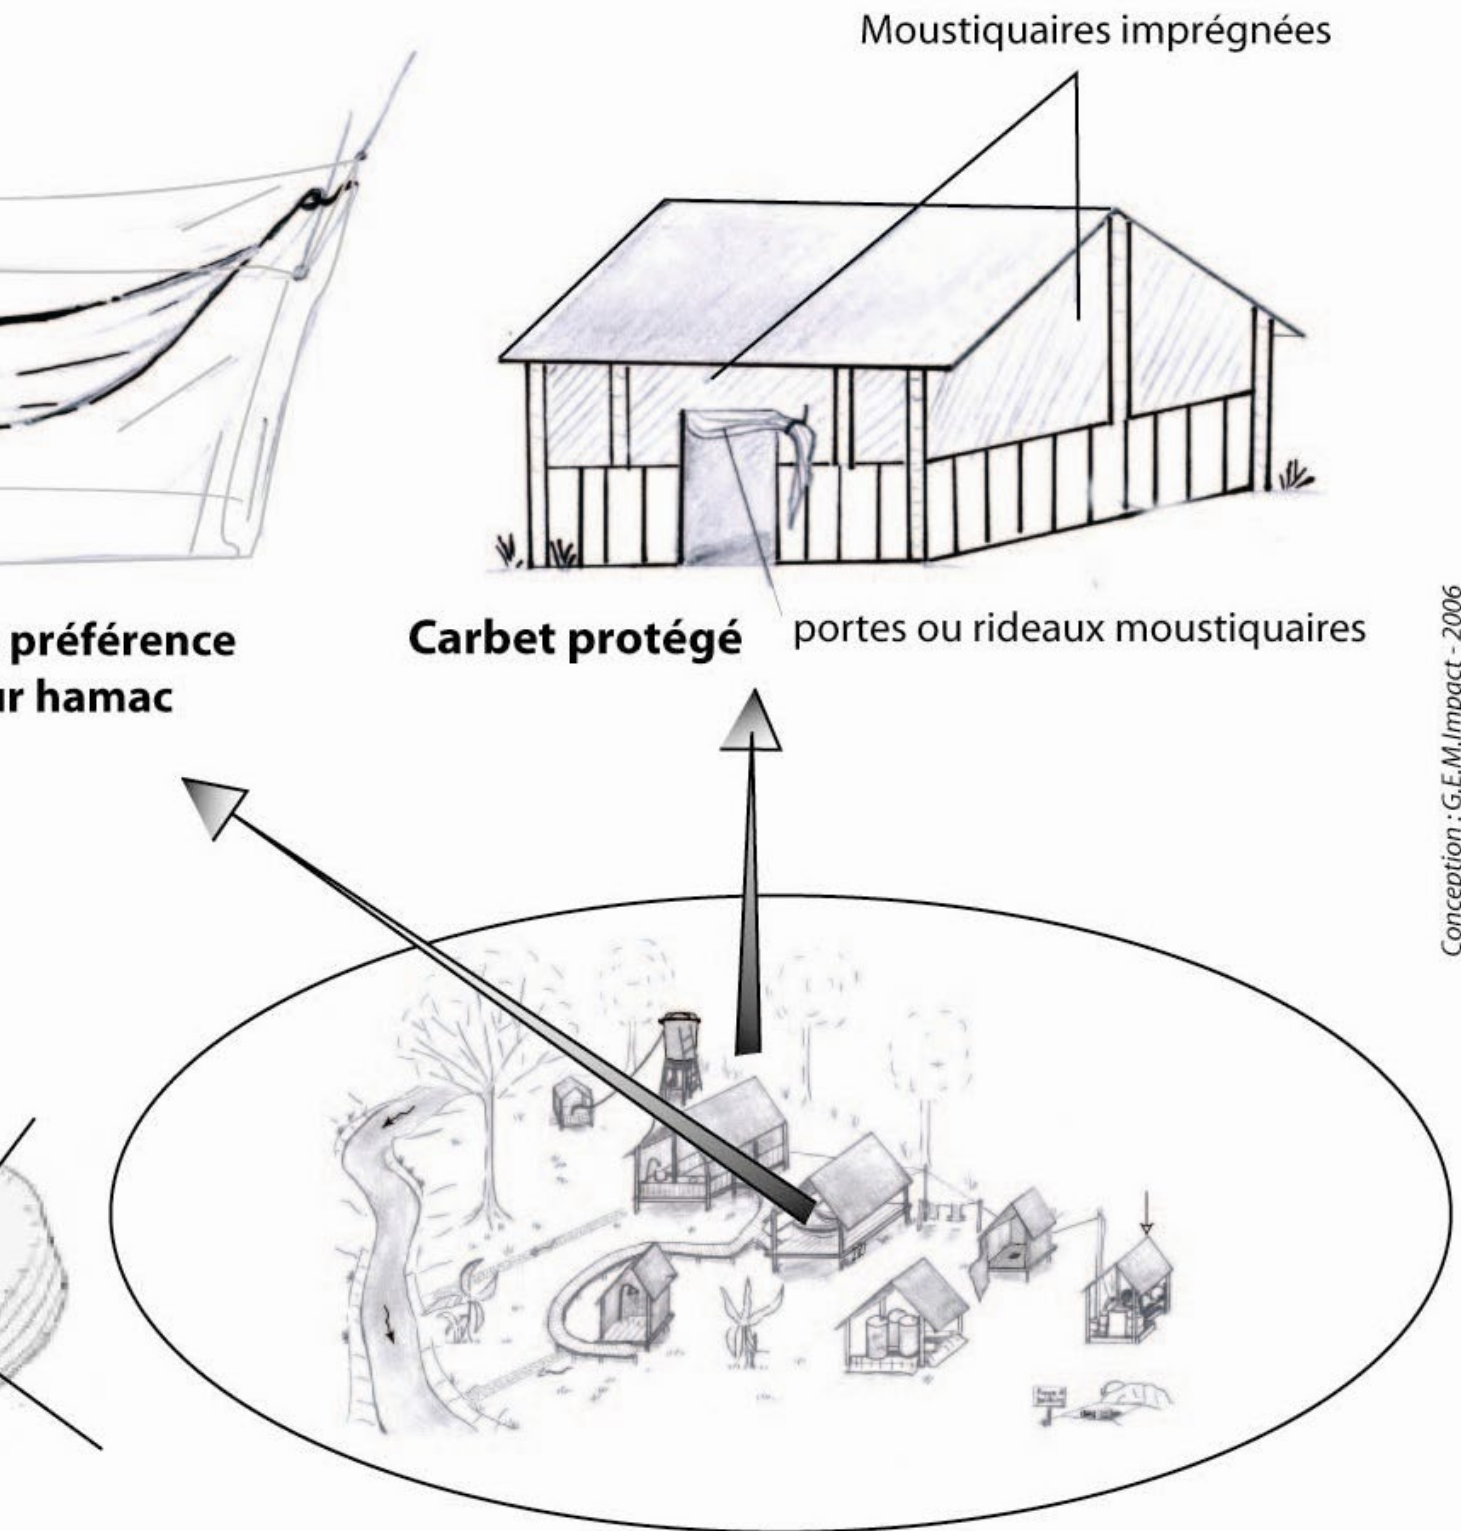 Moustiquaires imprégnées
préférence
ur hamac
Carbet protégé
portes ou rideaux moustiquaires
Conception : G.E.M.Impact - 2006